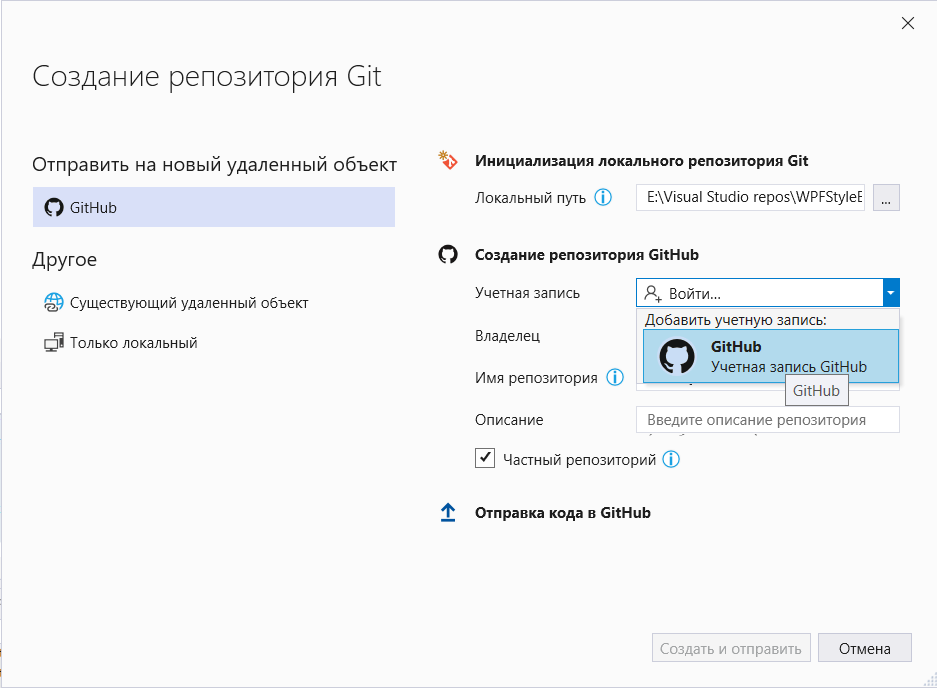 Создание репозитория Git
Отправить на новый удаленный объект
GitHub
Другое
Существующий удаленный объект
Только локальный
Инициализация локального репозитория Git
Локальный путь
E:\Visual Studio repos\WPFStyleE
...
Создание репозитория GitHub
Учетная запись
Войти...
Добавить учетную запись:
GitHub
Учетная запись GitHub
GitHub
Владелец
Имя репозитория
Описание
Введите описание репозитория
Частный репозиторий
Отправка кода в GitHub
Создать и отправить
Отмена